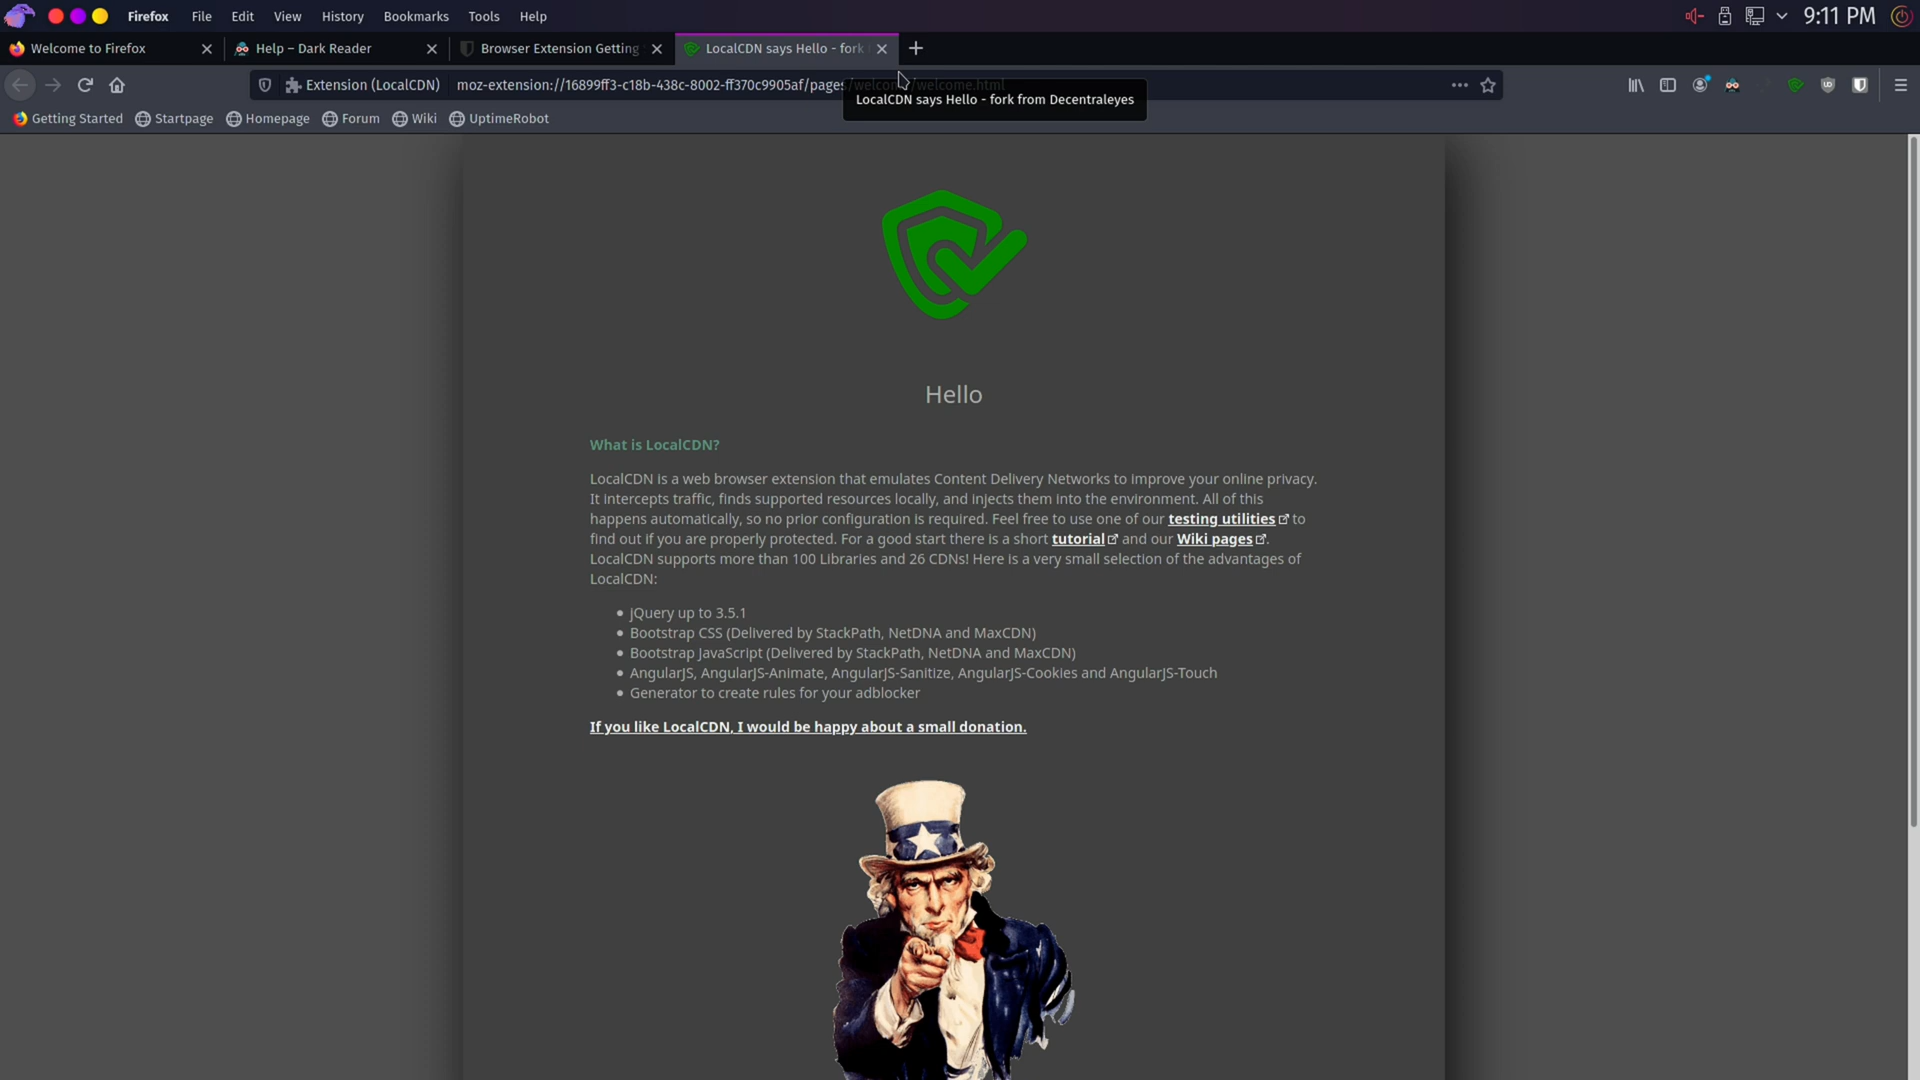 Firefox File Edit View History Bookmarks Tools Help 9:11 PM
Welcome to Firefox Help – Dark Reader Browser Extension Getting LocalCDN says Hello - fork
Extension (LocalCDN) moz-extension://16899ff3-c18b-438c-8002-ff370c9905af/pages/welcome/welcome.html
LocalCDN says Hello - fork from Decentraleyes
Getting Started Startpage Homepage Forum Wiki UptimeRobot
Hello
What is LocalCDN?
LocalCDN is a web browser extension that emulates Content Delivery Networks to improve your online privacy.
It intercepts traffic, finds supported resources locally, and injects them into the environment. All of this
happens automatically, so no prior configuration is required. Feel free to use one of our testing utilities to
find out if you are properly protected. For a good start there is a short tutorial and our Wiki pages.
LocalCDN supports more than 100 Libraries and 26 CDNs! Here is a very small selection of the advantages of
LocalCDN:
jQuery up to 3.5.1
Bootstrap CSS (Delivered by StackPath, NetDNA and MaxCDN)
Bootstrap JavaScript (Delivered by StackPath, NetDNA and MaxCDN)
AngularJS, AngularJS-Animate, AngularJS-Sanitize, AngularJS-Cookies and AngularJS-Touch
Generator to create rules for your adblocker
If you like LocalCDN, I would be happy about a small donation.